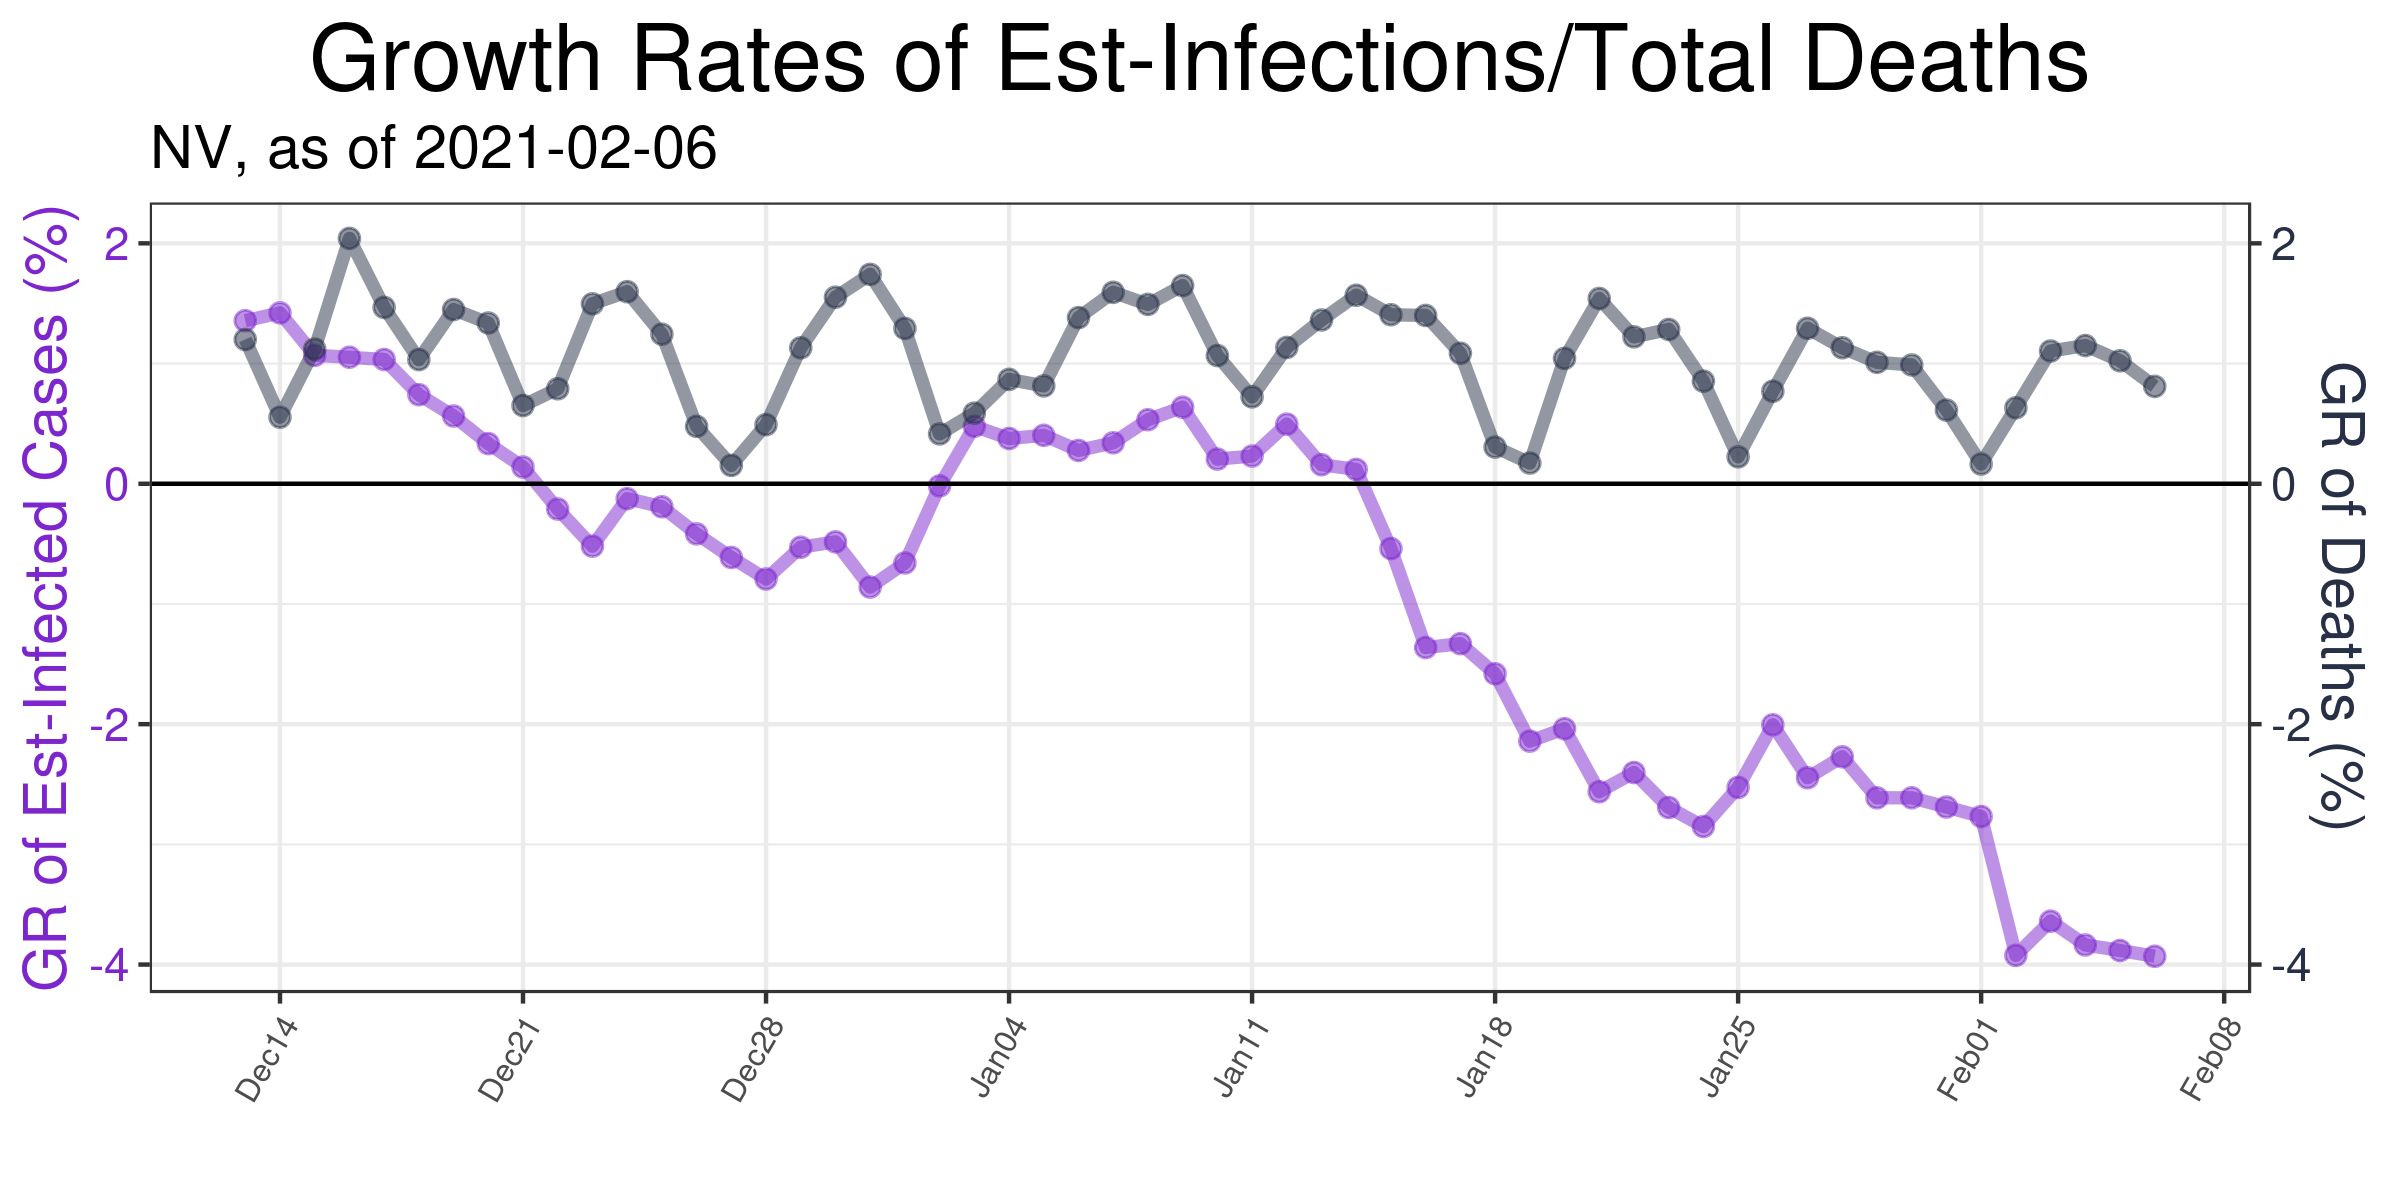 Growth Rates of Est-Infections/Total Deaths
NV, as of 2021-02-06
GR of Est-Infected Cases (%)
2
0
-2
-4
2
0
-2
-4
GR of Deaths (%)
Dec14
Dec21
Dec28
Jan04
Jan11
Jan18
Jan25
Feb01
Feb08